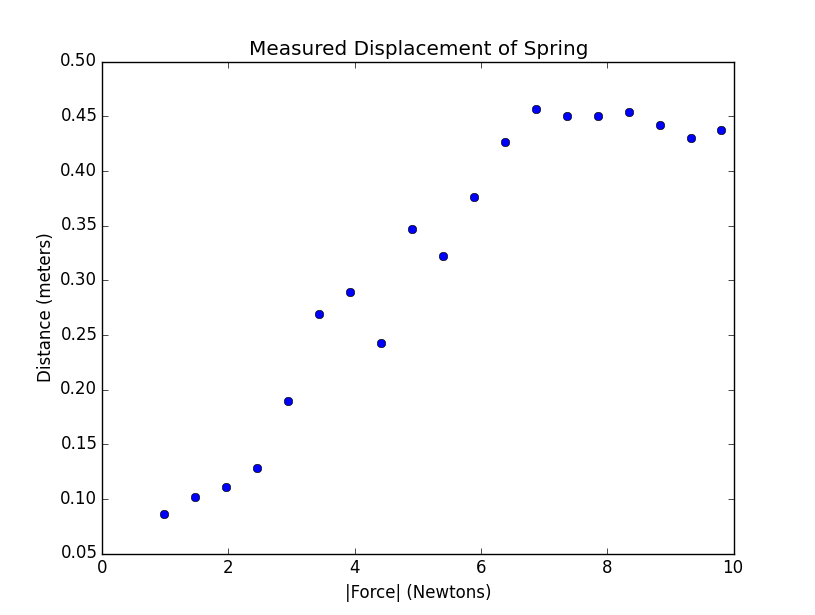 Measured Displacement of Spring
0.50
0.45
0.40
0.35
0.30
0.25
0.20
0.15
0.10
0.05
Distance (meters)
0 2 4 6 8 10
|Force| (Newtons)